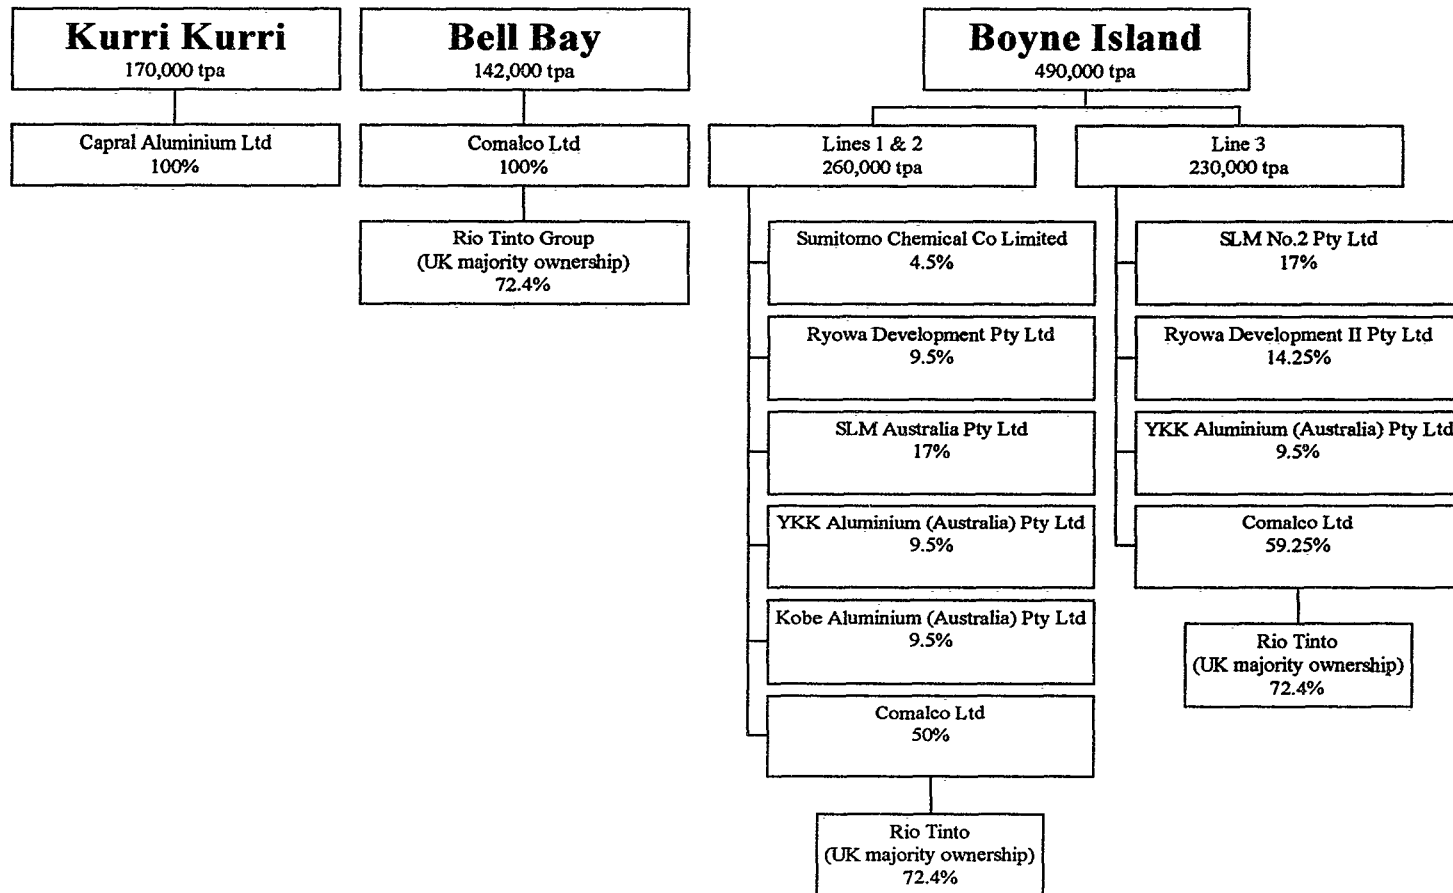 Kurri Kurri
170,000 tpa
Capral Aluminium Ltd
100%
Bell Bay
142,000 tpa
Comalco Ltd
100%
Rio Tinto Group
(UK majority ownership)
72.4%
Boyne Island
490,000 tpa
Lines 1 & 2
260,000 tpa
Sumitomo Chemical Co Limited
4.5%
Ryowa Development Pty Ltd
9.5%
SLM Australia Pty Ltd
17%
YKK Aluminium (Australia) Pty Ltd
9.5%
Kobe Aluminium (Australia) Pty Ltd
9.5%
Comalco Ltd
50%
Rio Tinto
(UK majority ownership)
72.4%
Line 3
230,000 tpa
SLM No.2 Pty Ltd
17%
Ryowa Development II Pty Ltd
14.25%
YKK Aluminium (Australia) Pty Ltd
9.5%
Comalco Ltd
59.25%
Rio Tinto
(UK majority ownership)
72.4%